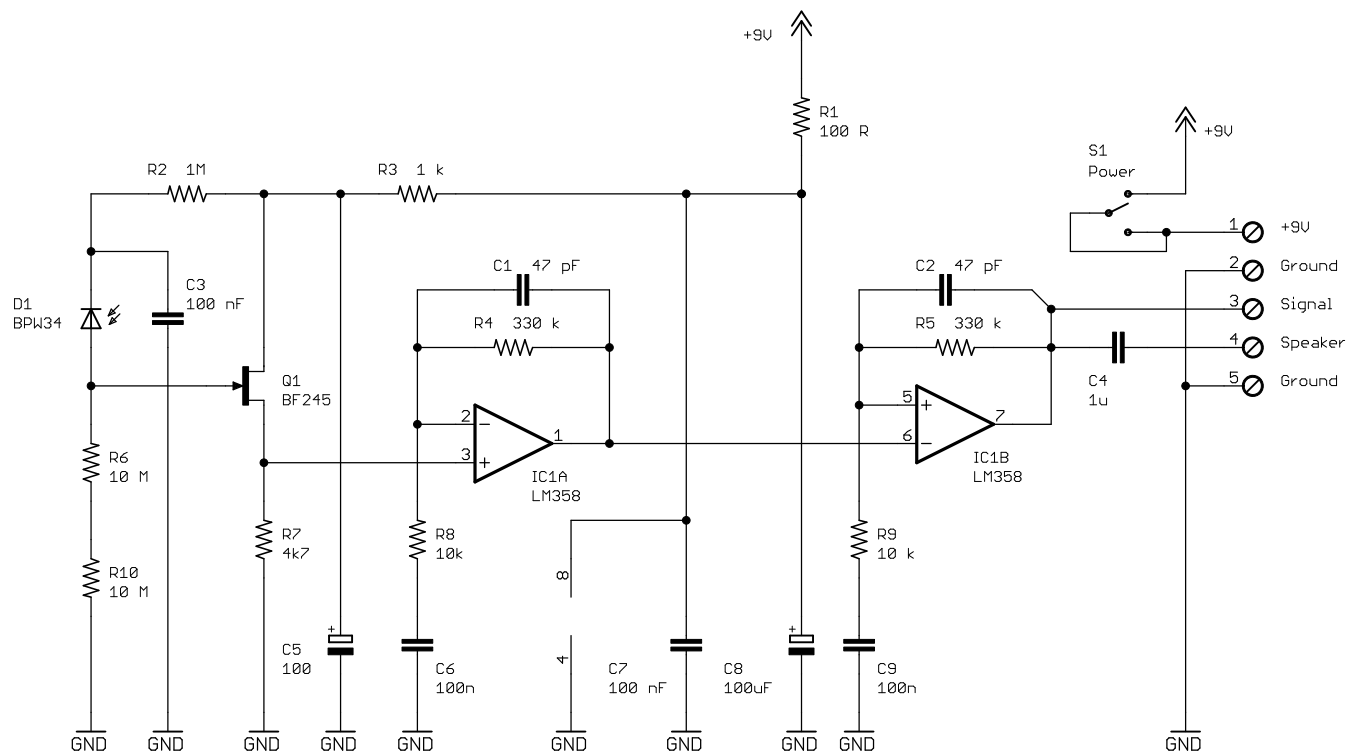 +9V
R1
100 R
+9V
S1
Power
R2 1M
R3 1 k
1 +9V
2 Ground
3 Signal
4 Speaker
5 Ground
C1 47 pF
C2 47 pF
C3
100 nF
D1
BPW34
R4 330 k
R5 330 k
C4
1u
Q1
BF245
2 -
3 +
1
IC1A
LM358
5 +
6 -
7
IC1B
LM358
R6
10 M
R7
4k7
R8
10k
R9
10 k
R10
10 M
8
4
+
C5
100
C6
100n
C7
100 nF
C8
100uF
+
C9
100n
GND
GND
GND
GND
GND
GND
GND
GND
GND
GND